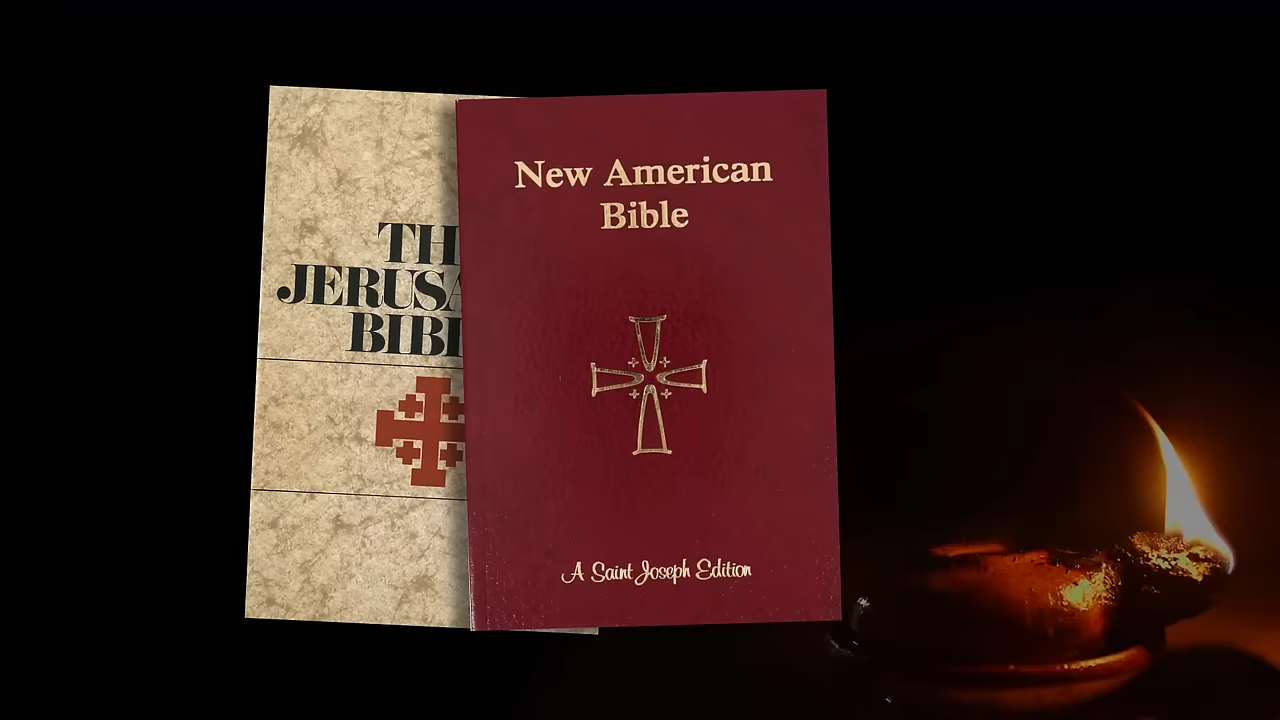 TH
JERUSA
BIBL
New American
Bible
A Saint Joseph Edition